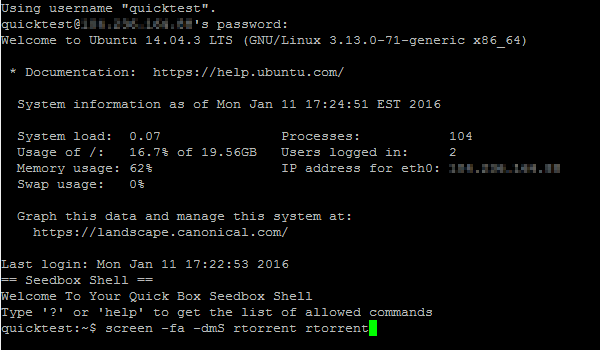 Using username "quicktest".
quicktest@'s password:
Welcome to Ubuntu 14.04.3 LTS (GNU/Linux 3.13.0-71-generic x86_64)
* Documentation: https://help.ubuntu.com/
System information as of Mon Jan 11 17:24:51 EST 2016
System load: 0.07 Processes: 104
Usage of /: 16.7% of 19.56GB Users logged in: 2
Memory usage: 62% IP address for eth0:
Swap usage: 0%
Graph this data and manage this system at:
https://landscape.canonical.com/
Last login: Mon Jan 11 17:22:53 2016
== Seedbox Shell ==
Welcome To Your Quick Box Seedbox Shell
Type '?' or 'help' to get the list of allowed commands
quicktest:~$ screen -fa -dmS rtorrent rtorrent